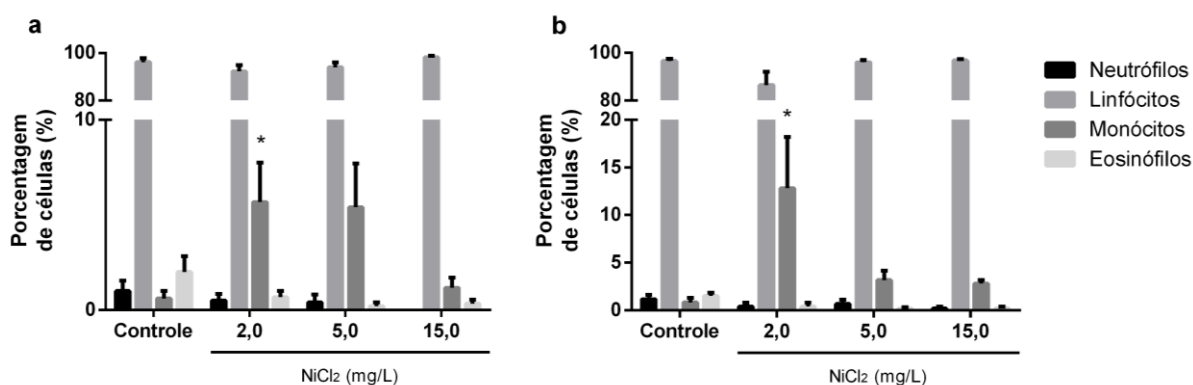 a
Porcentagem
de células (%)
100
80
10
0
*
Controle
2,0
5,0
15,0
NiCl₂ (mg/L)
b
Porcentagem
de células (%)
100
80
20
15
10
5
0
*
Controle
2,0
5,0
15,0
NiCl₂ (mg/L)
Neutrófilos
Linfócitos
Monócitos
Eosinófilos